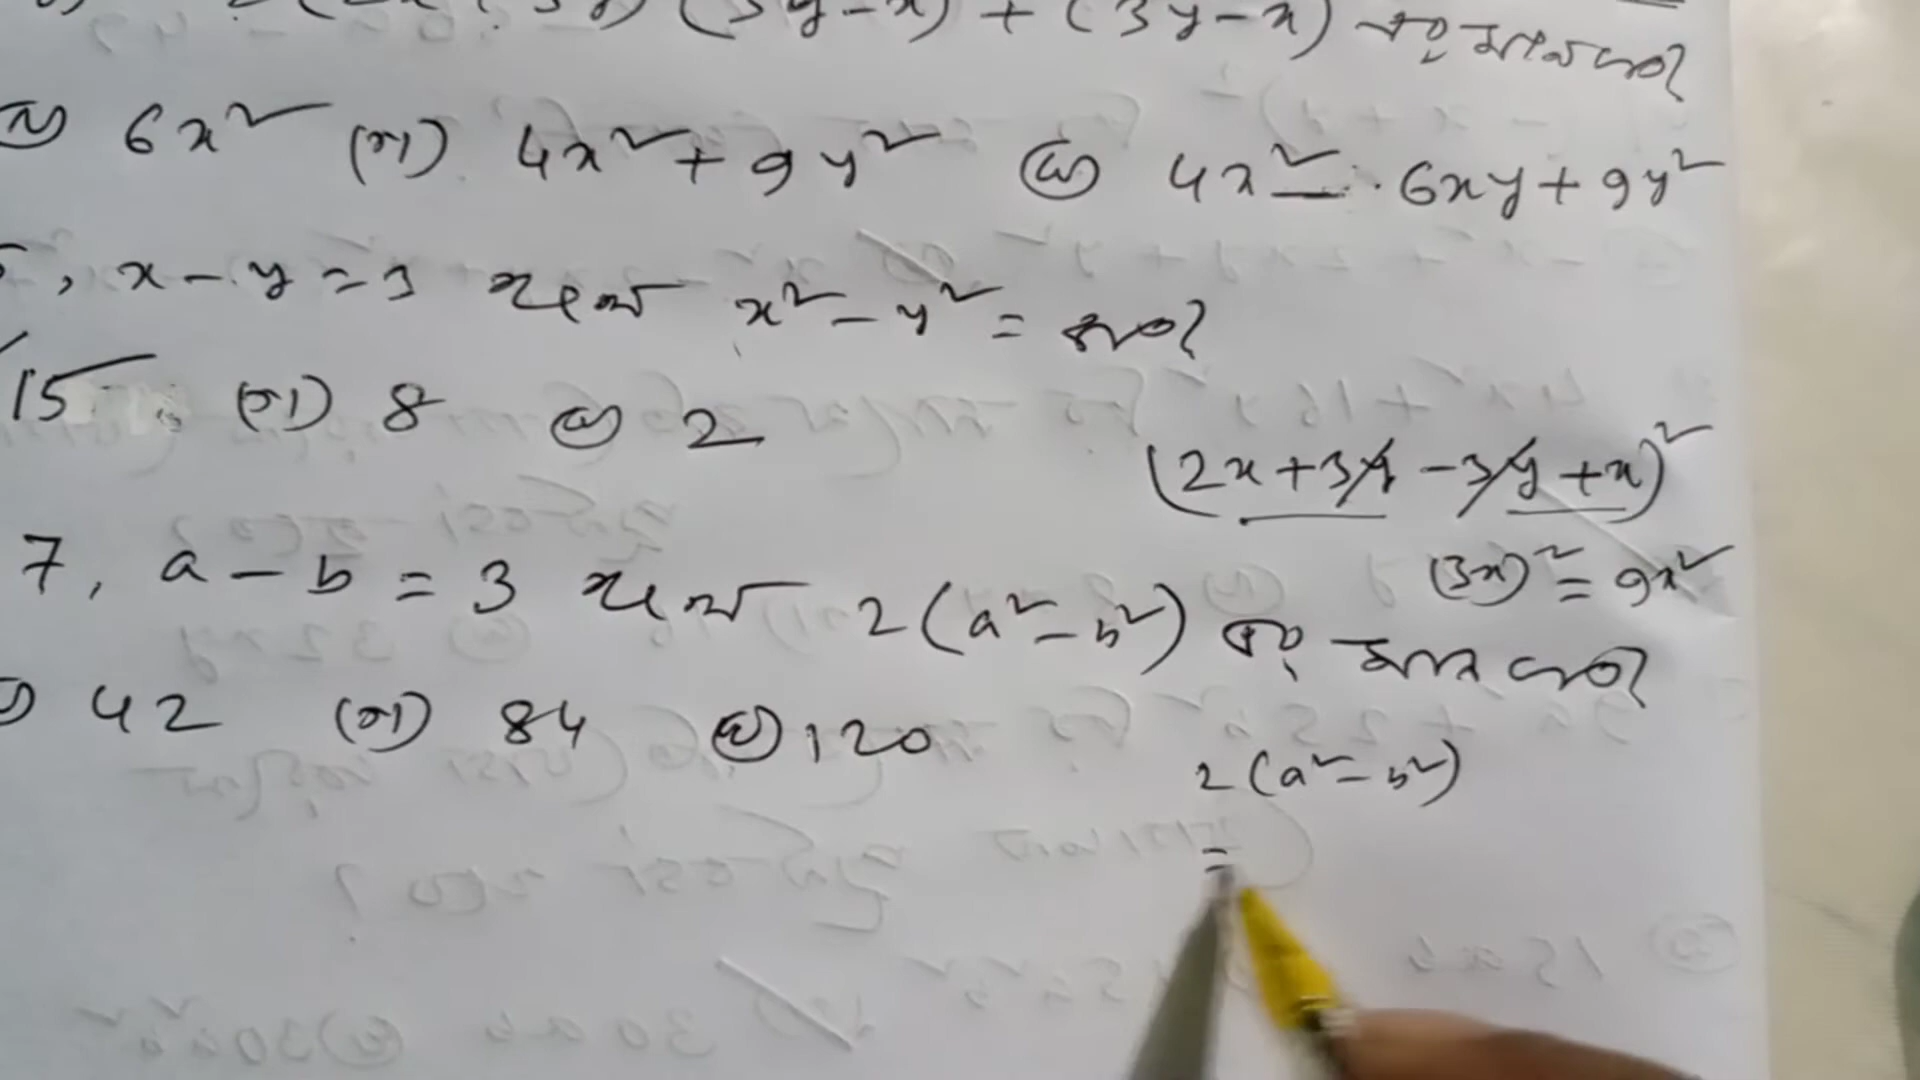 (3y-x) + (3y-x) এর মান কত?
6x² (গ) 4x²+9y² (ঘ) 4x²-6xy+9y²
, x-y=3 হলে x²-y² = কত?
15 (গ) 8 (ঘ) 2
(2x+3y-3y+x)²
(3x)²=9x²
7, a-b=3 হলে 2(a²-b²) এর মান কত?
42 (গ) 84 (ঘ) 120
2(a²-b²)
=